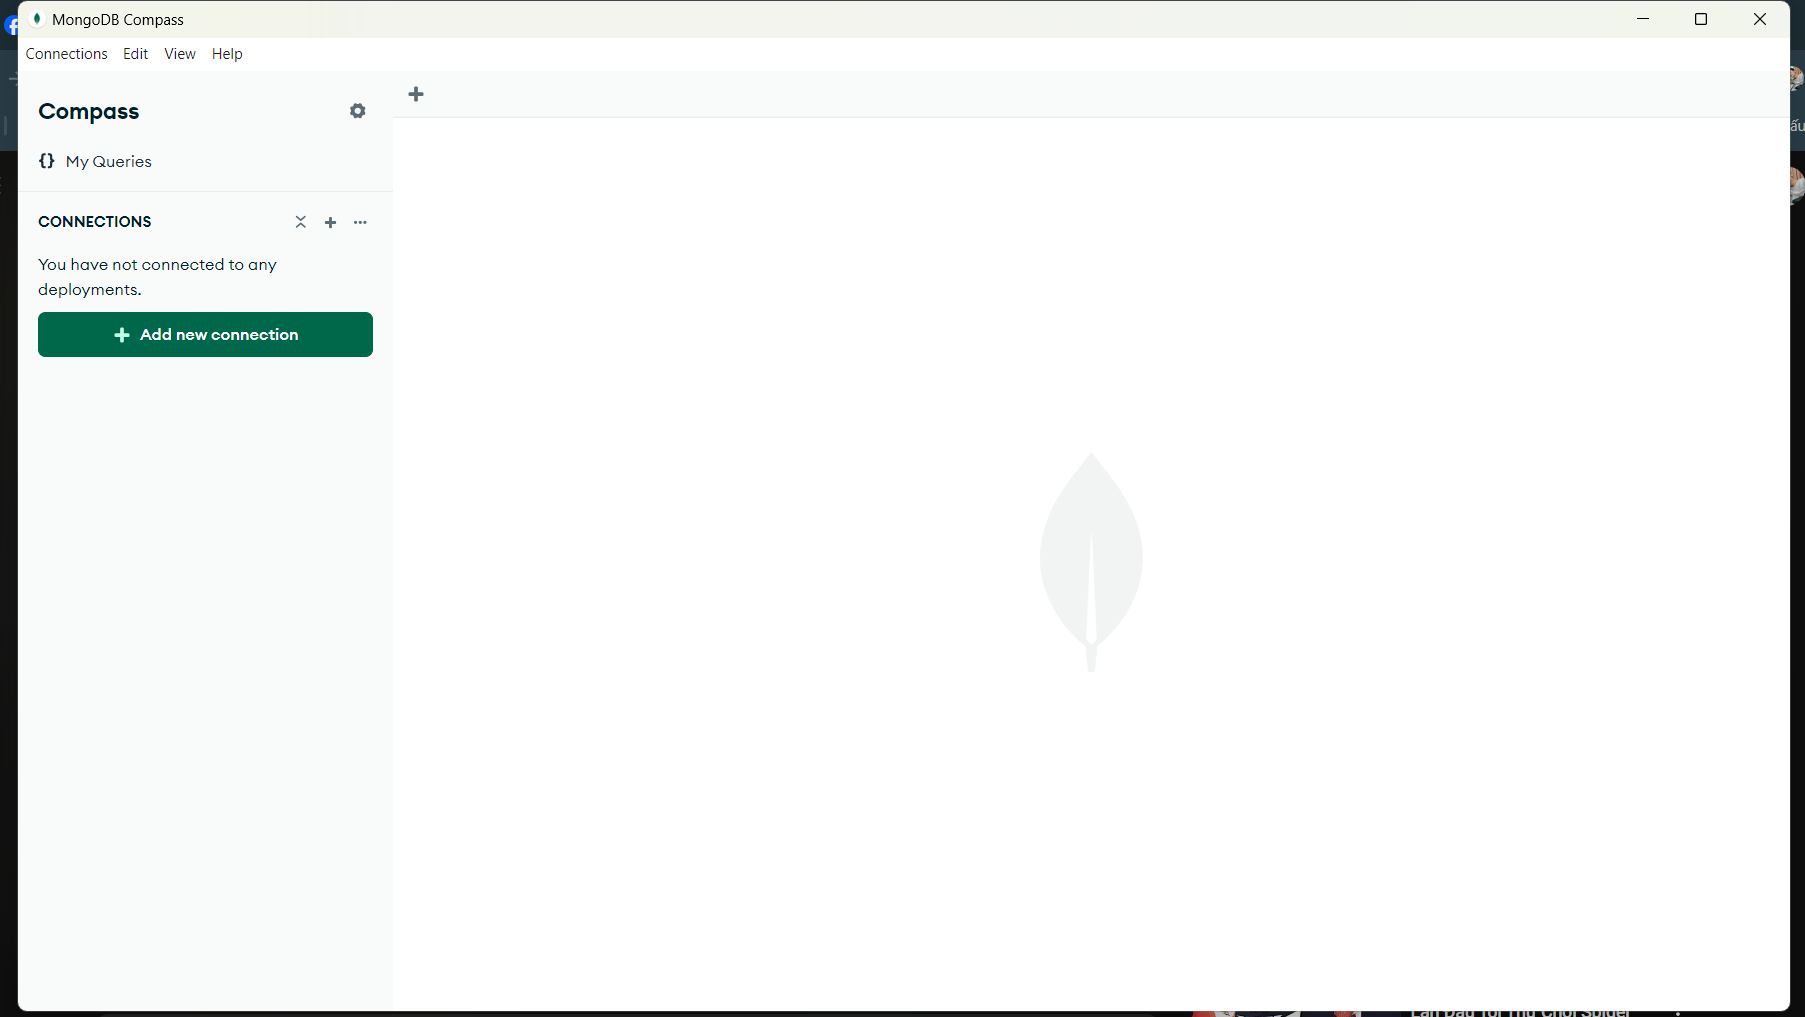 MongoDB Compass
Connections Edit View Help
Compass
{} My Queries
CONNECTIONS
You have not connected to any
deployments.
Add new connection
ấu